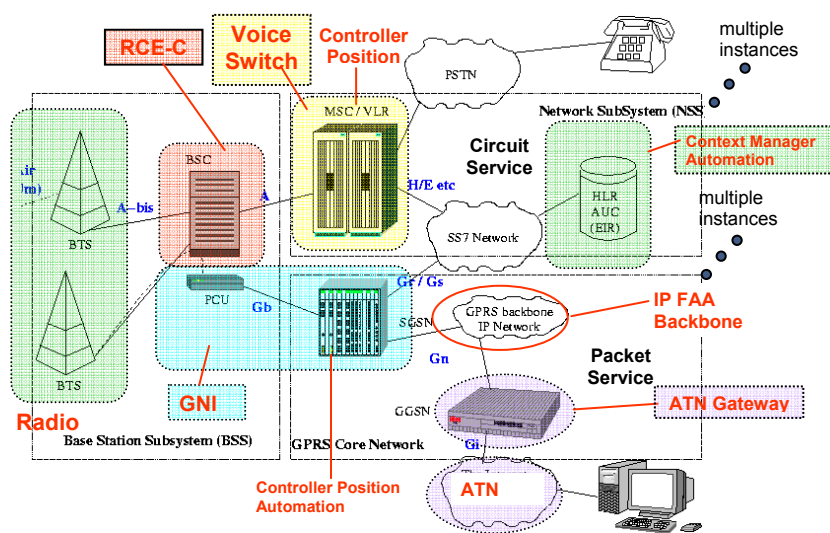 RCE-C
Voice
Switch
Controller
Position
multiple
instances
PSTN
MSC / VLR
Network SubSystem (NSS
Circuit
Service
Context Manager
Automation
BSC
A
A-bis
BTS
H/E etc
HLR
AUC
(EIR)
multiple
instances
SS7 Network
PCU
Gb
Gr / Gs
SGSN
GPRS backbone
IP Network
IP FAA
Backbone
Gn
BTS
GNI
Packet
Service
Radio
GGSN
ATN Gateway
Base Station Subsystem (BSS)
GPRS Core Network
Gi
Controller Position
Automation
ATN